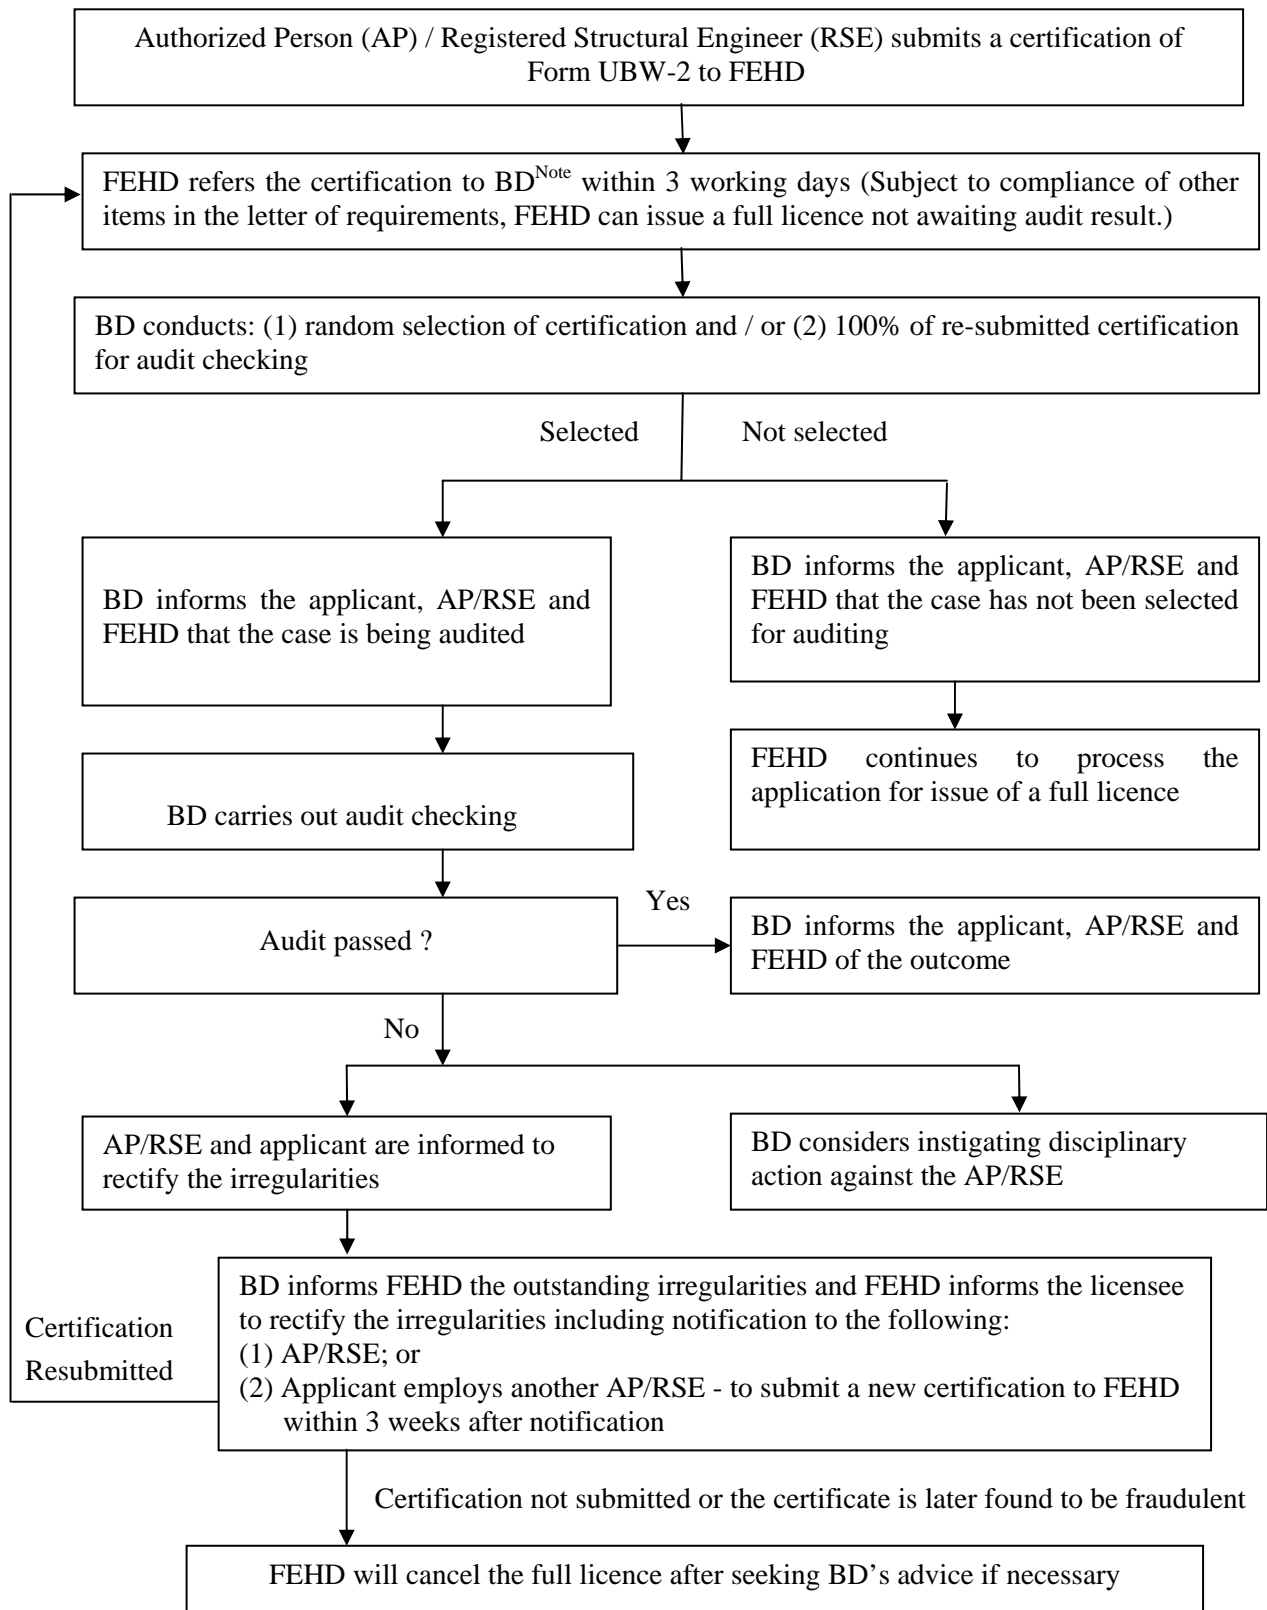 Authorized Person (AP) / Registered Structural Engineer (RSE) submits a certification of
Form UBW-2 to FEHD
FEHD refers the certification to BD^Note within 3 working days (Subject to compliance of other
items in the letter of requirements, FEHD can issue a full licence not awaiting audit result.)
BD conducts: (1) random selection of certification and / or (2) 100% of re-submitted certification
for audit checking
Selected
Not selected
BD informs the applicant, AP/RSE and
FEHD that the case is being audited
BD informs the applicant, AP/RSE and
FEHD that the case has not been selected
for auditing
BD carries out audit checking
FEHD continues to process the
application for issue of a full licence
Audit passed ?
Yes
BD informs the applicant, AP/RSE and
FEHD of the outcome
No
AP/RSE and applicant are informed to
rectify the irregularities
BD considers instigating disciplinary
action against the AP/RSE
Certification
Resubmitted
BD informs FEHD the outstanding irregularities and FEHD informs the licensee
to rectify the irregularities including notification to the following:
(1) AP/RSE; or
(2) Applicant employs another AP/RSE - to submit a new certification to FEHD
within 3 weeks after notification
Certification not submitted or the certificate is later found to be fraudulent
FEHD will cancel the full licence after seeking BD’s advice if necessary